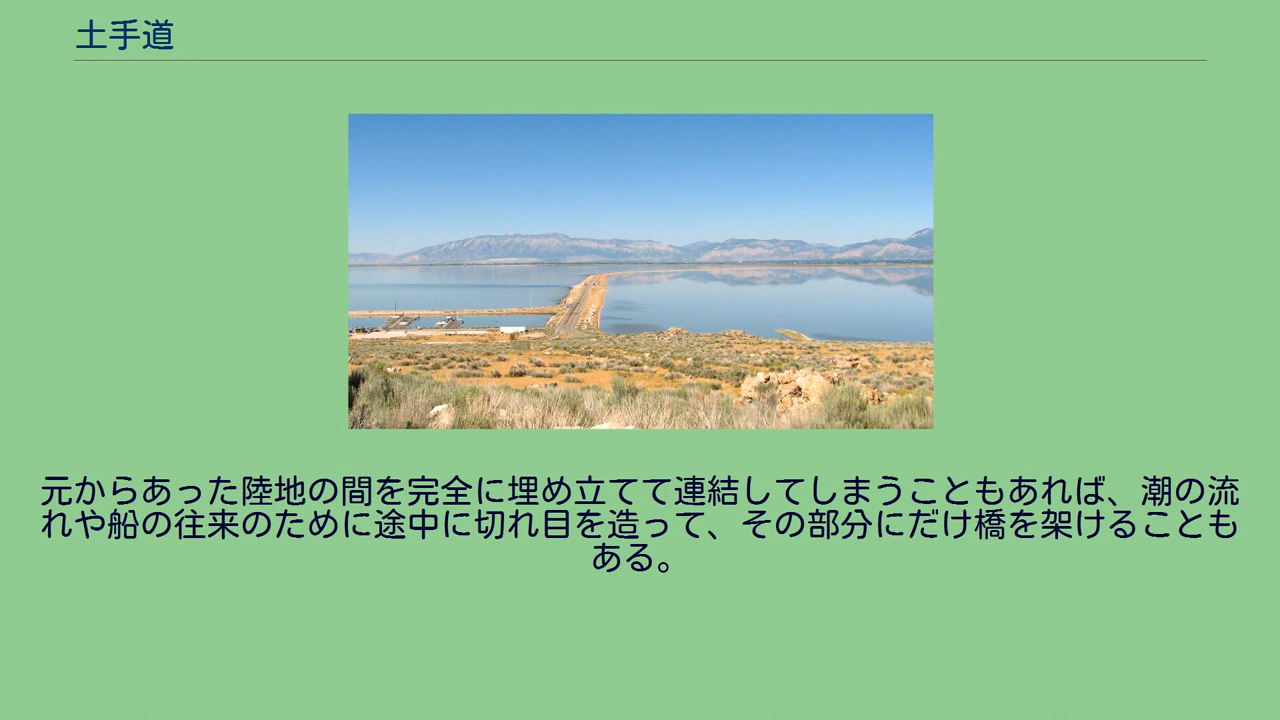 土手道
元からあった陸地の間を完全に埋め立てて連結してしまうこともあれば、潮の流
れや船の往来のために途中に切れ目を造って、その部分にだけ橋を架けることも
ある。